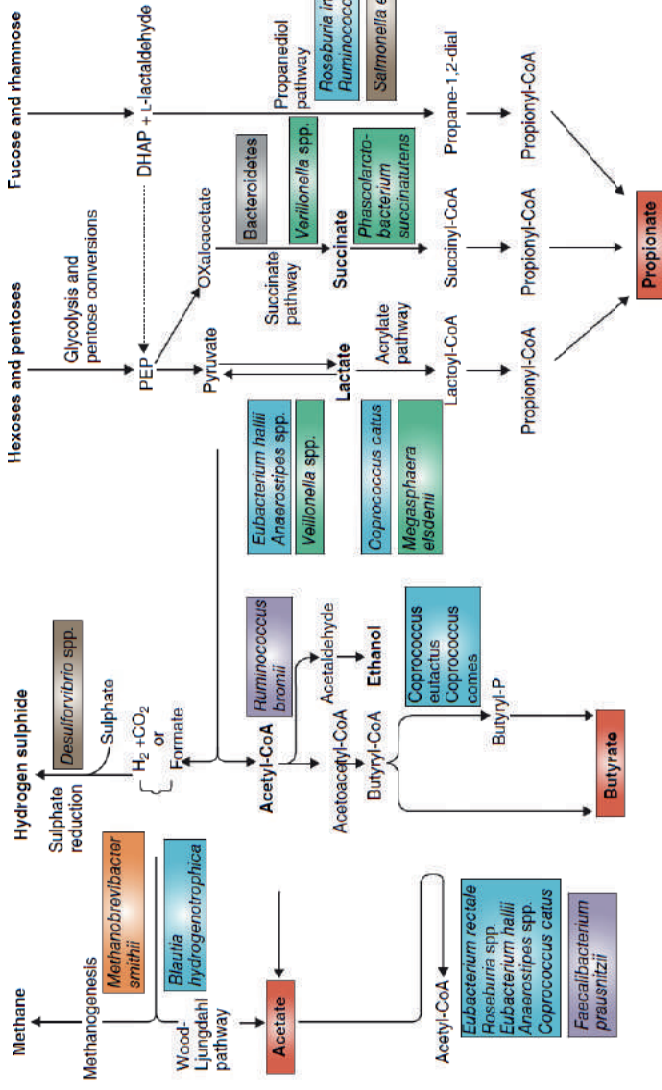 Methane
Hydrogen sulphide
Hexoses and pentoses
Fucose and rhamnose
Methanogenesis
Methanobrevibacter
smithii
Blautia
hydrogenotrophica
Wood-
Ljungdahl
pathway
Acetate
Acetyl-CoA
Eubacterium rectale
Roseburia spp.
Eubacterium hallii
Anaerostipes spp.
Coprococcus catus
Faecalibacterium
prausnitzii
Sulphate
reduction
Desulforvibrio spp.
Sulphate
H2 +CO2
or
Formate
Acetyl-CoA
Ruminococcus
bromii
Acetaldehyde
Ethanol
Acetoacetyl-CoA
Butyryl-CoA
Coprococcus
eutactus
Coprococcus
comes
Butyryl-P
Butyrate
Glycolysis and
pentose conversions
PEP
DHAP + L-lactaldehyde
Pyruvate
OXaloacetate
Eubacterium hallii
Anaerostipes spp.
Veillonella spp.
Lactate
Coprococcus catus
Megasphaera
elsdenii
Acrylate
pathway
Lactoyl-CoA
Propionyl-CoA
Succinate
pathway
Bacteroidetes
Verillonella spp.
Succinate
Phascolarcto-
bacterium
succinatutens
Succinyl-CoA
Propionyl-CoA
Propanediol
pathway
Roseburia in
Ruminococc
Salmonella e
Propane-1,2-dial
Propionyl-CoA
Propionate